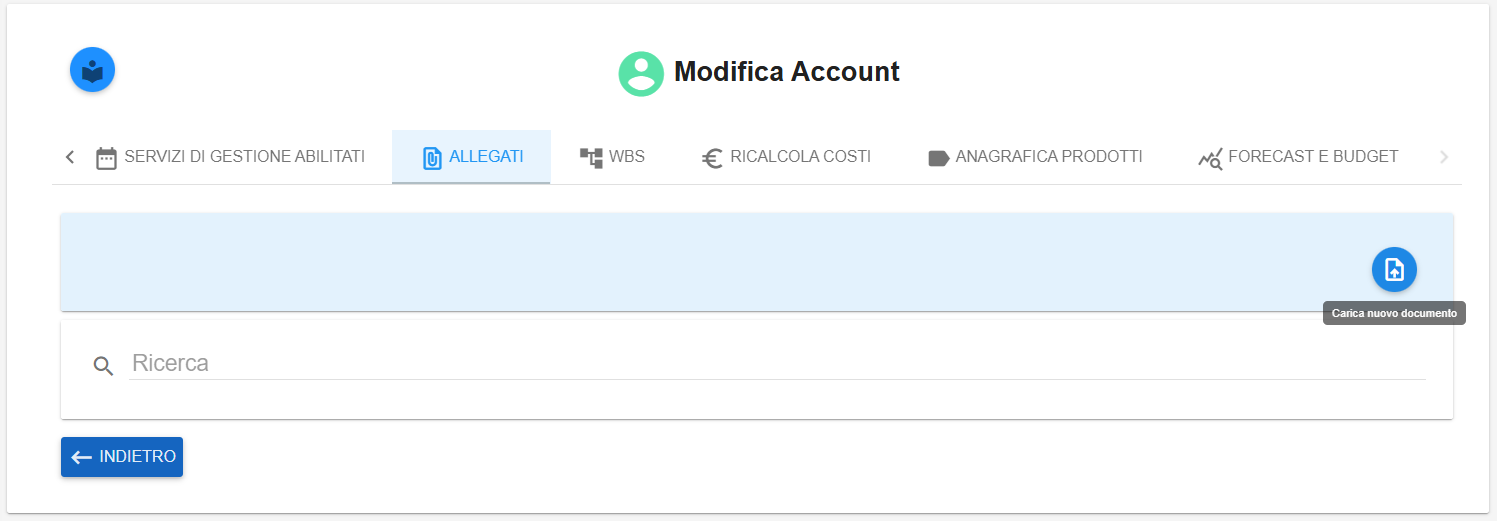 Modifica Account
SERVIZI DI GESTIONE ABILITATI
ALLEGATI
WBS
RICALCOLA COSTI
ANAGRAFICA PRODOTTI
FORECAST E BUDGET
Carica nuovo documento
Ricerca
INDIETRO